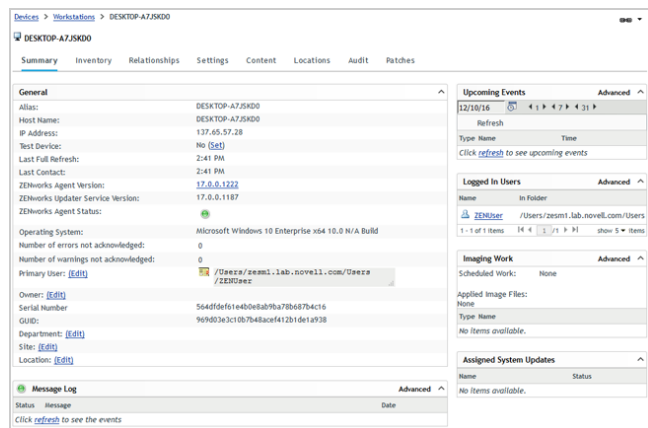 Devices > Workstations > DESKTOP-A7JSKD0
DESKTOP-A7JSKD0
Summary Inventory Relationships Settings Content Locations Audit Patches
General
Alias: DESKTOP-A7JSKD0
Host Name: DESKTOP-A7JSKD0
IP Address: 137.65.57.28
Test Device: No (Set)
Last Full Refresh: 2:41 PM
Last Contact: 2:41 PM
ZENworks Agent Version: 17.0.0.1222
ZENworks Updater Service Version: 17.0.0.1187
ZENworks Agent Status:
Operating System: Microsoft Windows 10 Enterprise x64 10.0 N/A Build
Number of errors not acknowledged: 0
Number of warnings not acknowledged: 0
Primary User: (Edit) /Users/zesm1.lab.novell.com/Users
/ZENUser
Owner: (Edit)
Serial Number 564dfdef61e4b0e8ab9ba78b687b4c16
GUID: 969d03e3c10b7b48acef412b1de1a938
Department: (Edit)
Site: (Edit)
Location: (Edit)
Message Log Advanced
Status Message Date
Click refresh to see the events
Upcoming Events Advanced
12/10/16 1 7 31
Refresh
Type Name Time
Click refresh to see upcoming events
Logged In Users Advanced
Name In Folder
ZENUser /Users/zesm1.lab.novell.com/Users
1 - 1 of 1 items 1 /1 show 5 items
Imaging Work Advanced
Scheduled Work: None
Applied Image Files:
None
Type Name
No items available.
Assigned System Updates
Name Status
No items available.